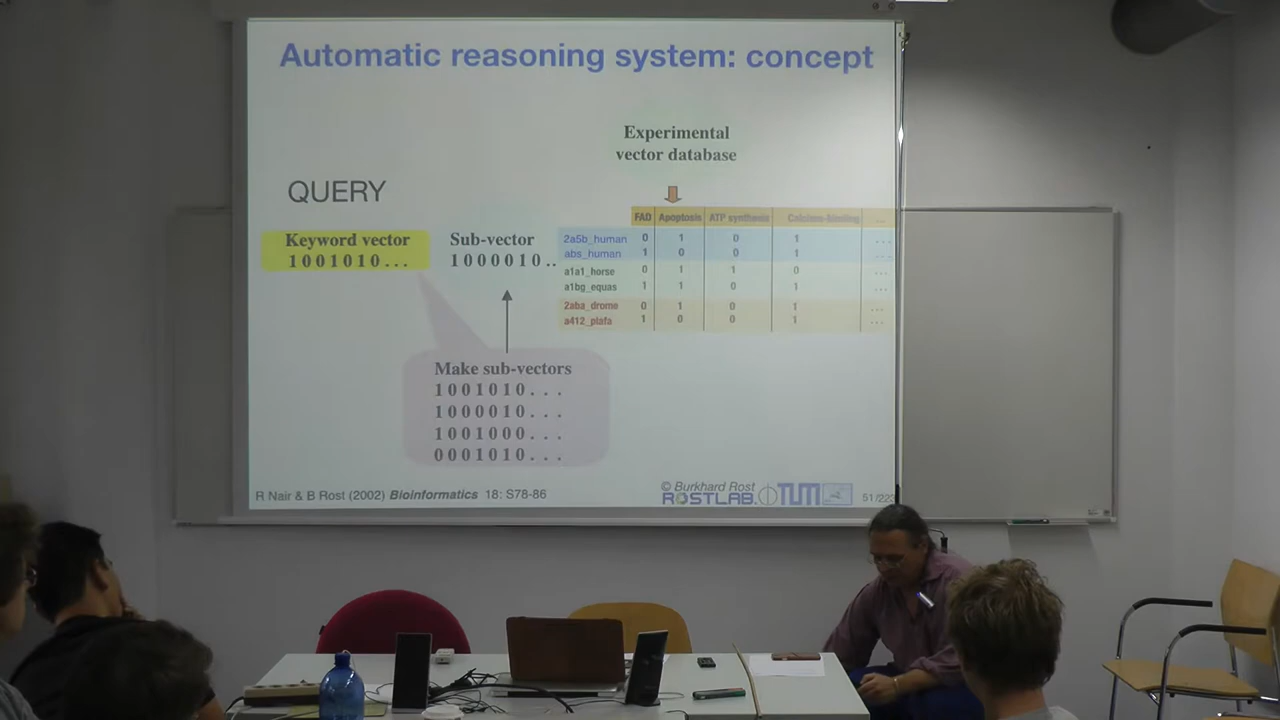 Automatic reasoning system: concept
Experimental
vector database
QUERY
Keyword vector
1001010...
Sub-vector
1000010..
FAD Apoptosis ATP synthesis Calcium-binding ...
2a5b_human 0 1 0 1 ...
abs_human 1 0 0 1 ...
a1a1_horse 0 1 1 0 ...
a1bg_equas 1 1 0 1 ...
2aba_drome 0 1 0 1 ...
a412_plafa 1 0 0 1 ...
Make sub-vectors
1001010...
1000010...
1001000...
0001010...
R Nair & B Rost (2002) Bioinformatics 18: S78-86
© Burkhard Rost
ROSTLAB. TUM
51/223